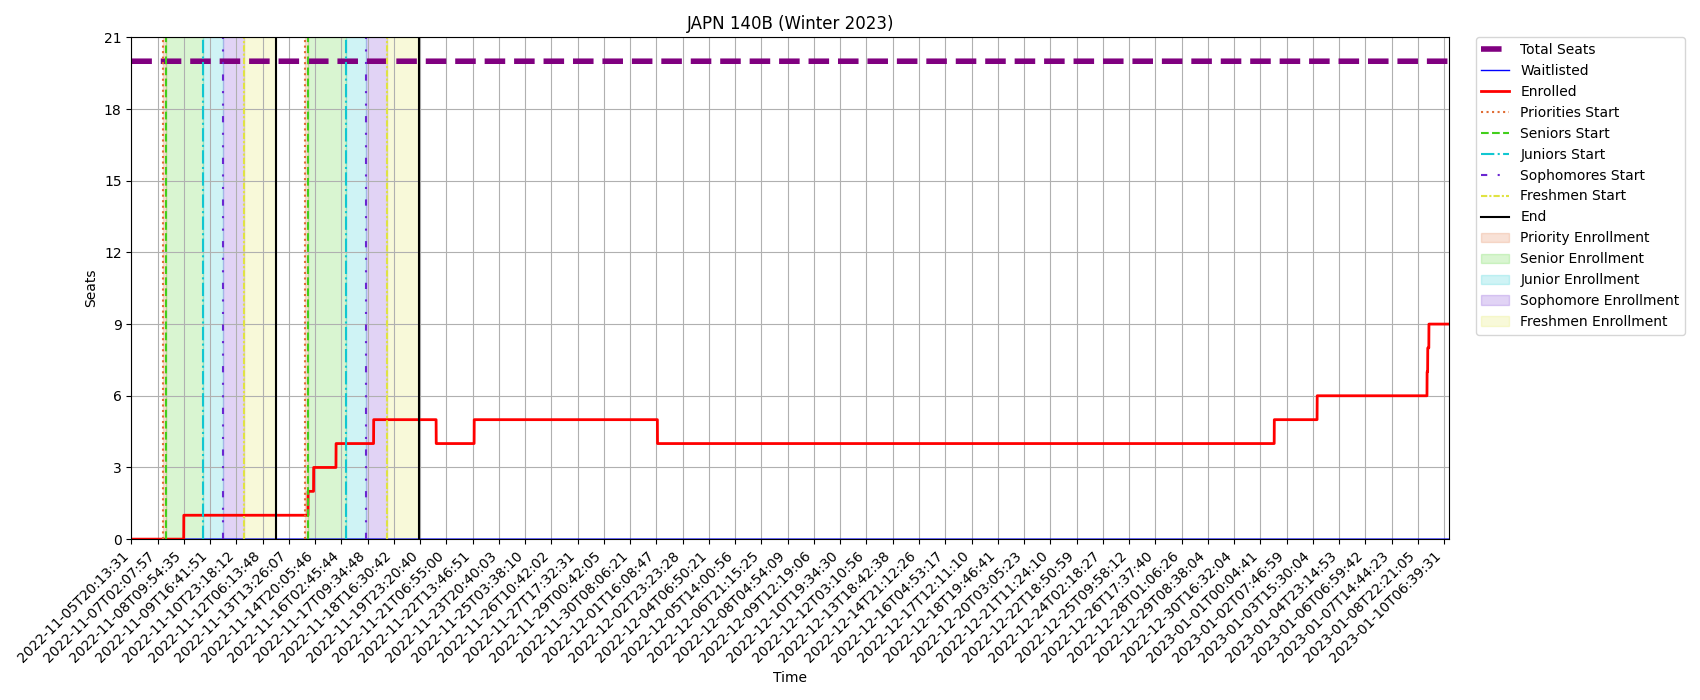 JAPN 140B (Winter 2023)
21
18
15
12
9
6
3
0
Seats
2022-11-05T20:13:31
2022-11-07T02:07:57
2022-11-08T09:54:35
2022-11-09T16:41:51
2022-11-10T23:18:12
2022-11-12T06:13:48
2022-11-13T13:26:07
2022-11-14T20:05:46
2022-11-16T02:45:44
2022-11-17T09:34:48
2022-11-18T16:30:42
2022-11-19T23:20:40
2022-11-21T06:55:00
2022-11-22T13:46:51
2022-11-23T20:40:03
2022-11-25T03:38:10
2022-11-26T10:42:02
2022-11-27T17:32:31
2022-11-29T00:42:05
2022-11-30T08:06:21
2022-12-01T16:08:47
2022-12-02T23:23:28
2022-12-04T06:50:21
2022-12-05T14:00:56
2022-12-06T21:15:25
2022-12-08T04:54:09
2022-12-09T12:19:06
2022-12-10T19:34:30
2022-12-12T03:10:56
2022-12-13T18:42:38
2022-12-14T21:12:26
2022-12-16T04:53:17
2022-12-17T12:11:10
2022-12-18T19:46:41
2022-12-20T03:05:23
2022-12-21T11:24:10
2022-12-22T18:50:59
2022-12-24T02:18:27
2022-12-25T09:58:12
2022-12-26T17:37:40
2022-12-28T01:06:26
2022-12-29T08:38:04
2022-12-30T16:32:04
2023-01-01T00:04:41
2023-01-02T07:46:59
2023-01-03T15:30:04
2023-01-04T23:14:53
2023-01-06T06:59:42
2023-01-07T14:44:23
2023-01-08T22:21:05
2023-01-10T06:39:31
Time
Total Seats
Waitlisted
Enrolled
Priorities Start
Seniors Start
Juniors Start
Sophomores Start
Freshmen Start
End
Priority Enrollment
Senior Enrollment
Junior Enrollment
Sophomore Enrollment
Freshmen Enrollment